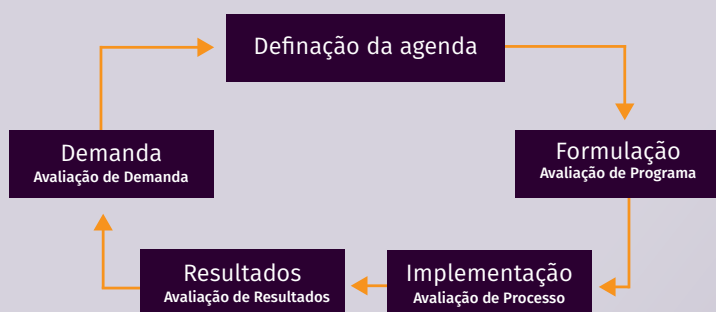 Definação da agenda
Demanda
Avaliação de Demanda
Formulação
Avaliação de Programa
Resultados
Avaliação de Resultados
Implementação
Avaliação de Processo